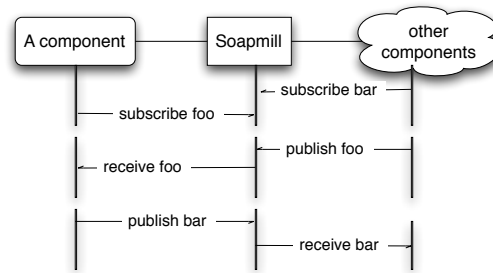 A component
Soapmill
other
components
subscribe bar
subscribe foo
publish foo
receive foo
publish bar
receive bar